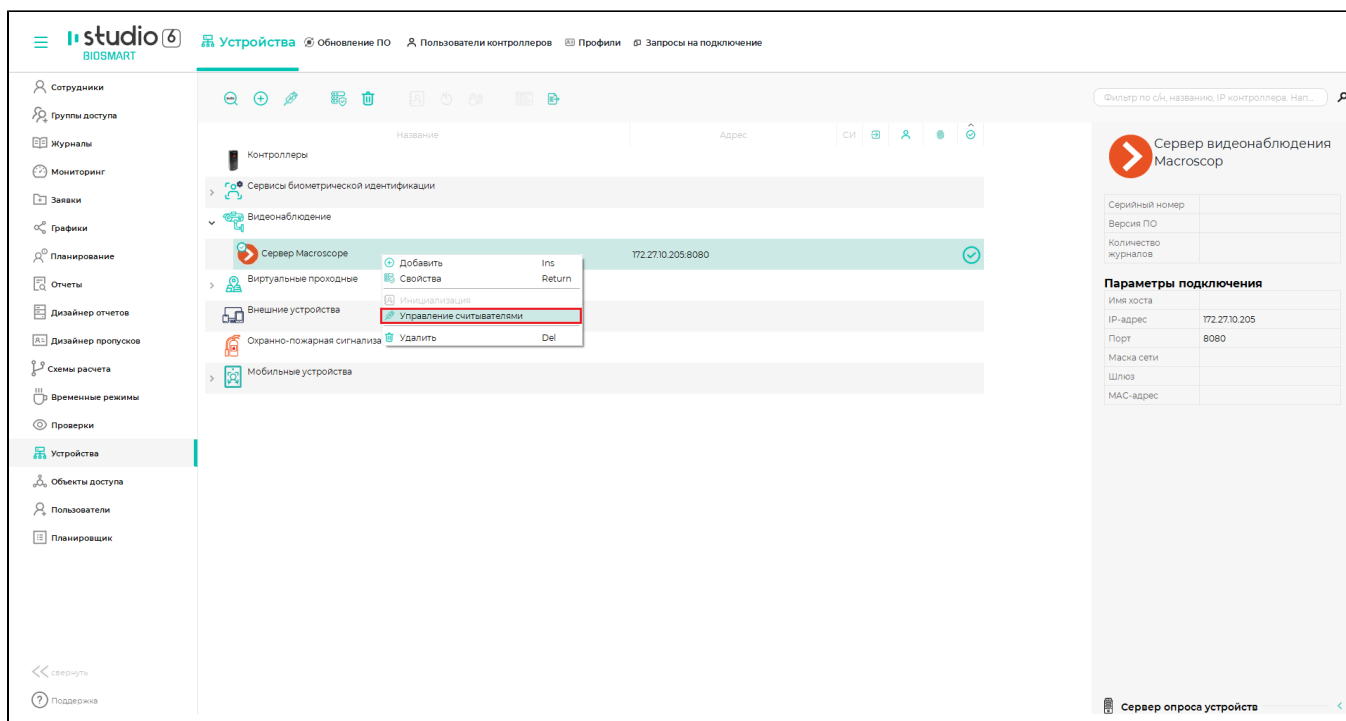 studio 6
BIOSMART
Устройства Обновление ПО Пользователи контроллеров Профили Запросы на подключение
Сотрудники
Группы доступа
Журналы
Мониторинг
Заявки
Графики
Планирование
Отчеты
Дизайнер отчетов
Дизайнер пропусков
Схемы расчета
Временные режимы
Проверки
Устройства
Объекты доступа
Пользователи
Планировщик
свернуть
Поддержка
Фильтр по с/н, названию, IP контроллера. Нап...
Название Адрес СИ
Контроллеры
Сервисы биометрической идентификации
Видеонаблюдение
Сервер Macroscope 172.27.10.205:8080
Виртуальные проходные
Внешние устройства
Охранно-пожарная сигнализа
Мобильные устройства
Добавить Ins
Свойства Return
Инициализация
Управление считывателями
Удалить Del
Сервер видеонаблюдения
Macroscop
Серийный номер
Версия ПО
Количество
журналов
Параметры подключения
Имя хоста
IP-адрес 172.27.10.205
Порт 8080
Маска сети
Шлюз
MAC-адрес
Сервер опроса устройств